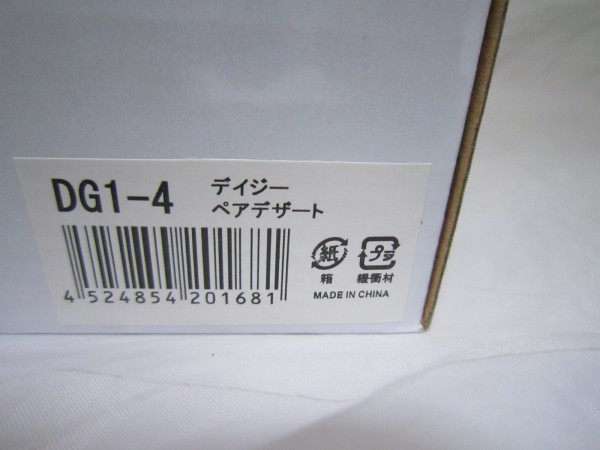 DG1-4
デイジー
ペアデザート
4 524854 201681
紙
箱
プラ
緩衝材
MADE IN CHINA